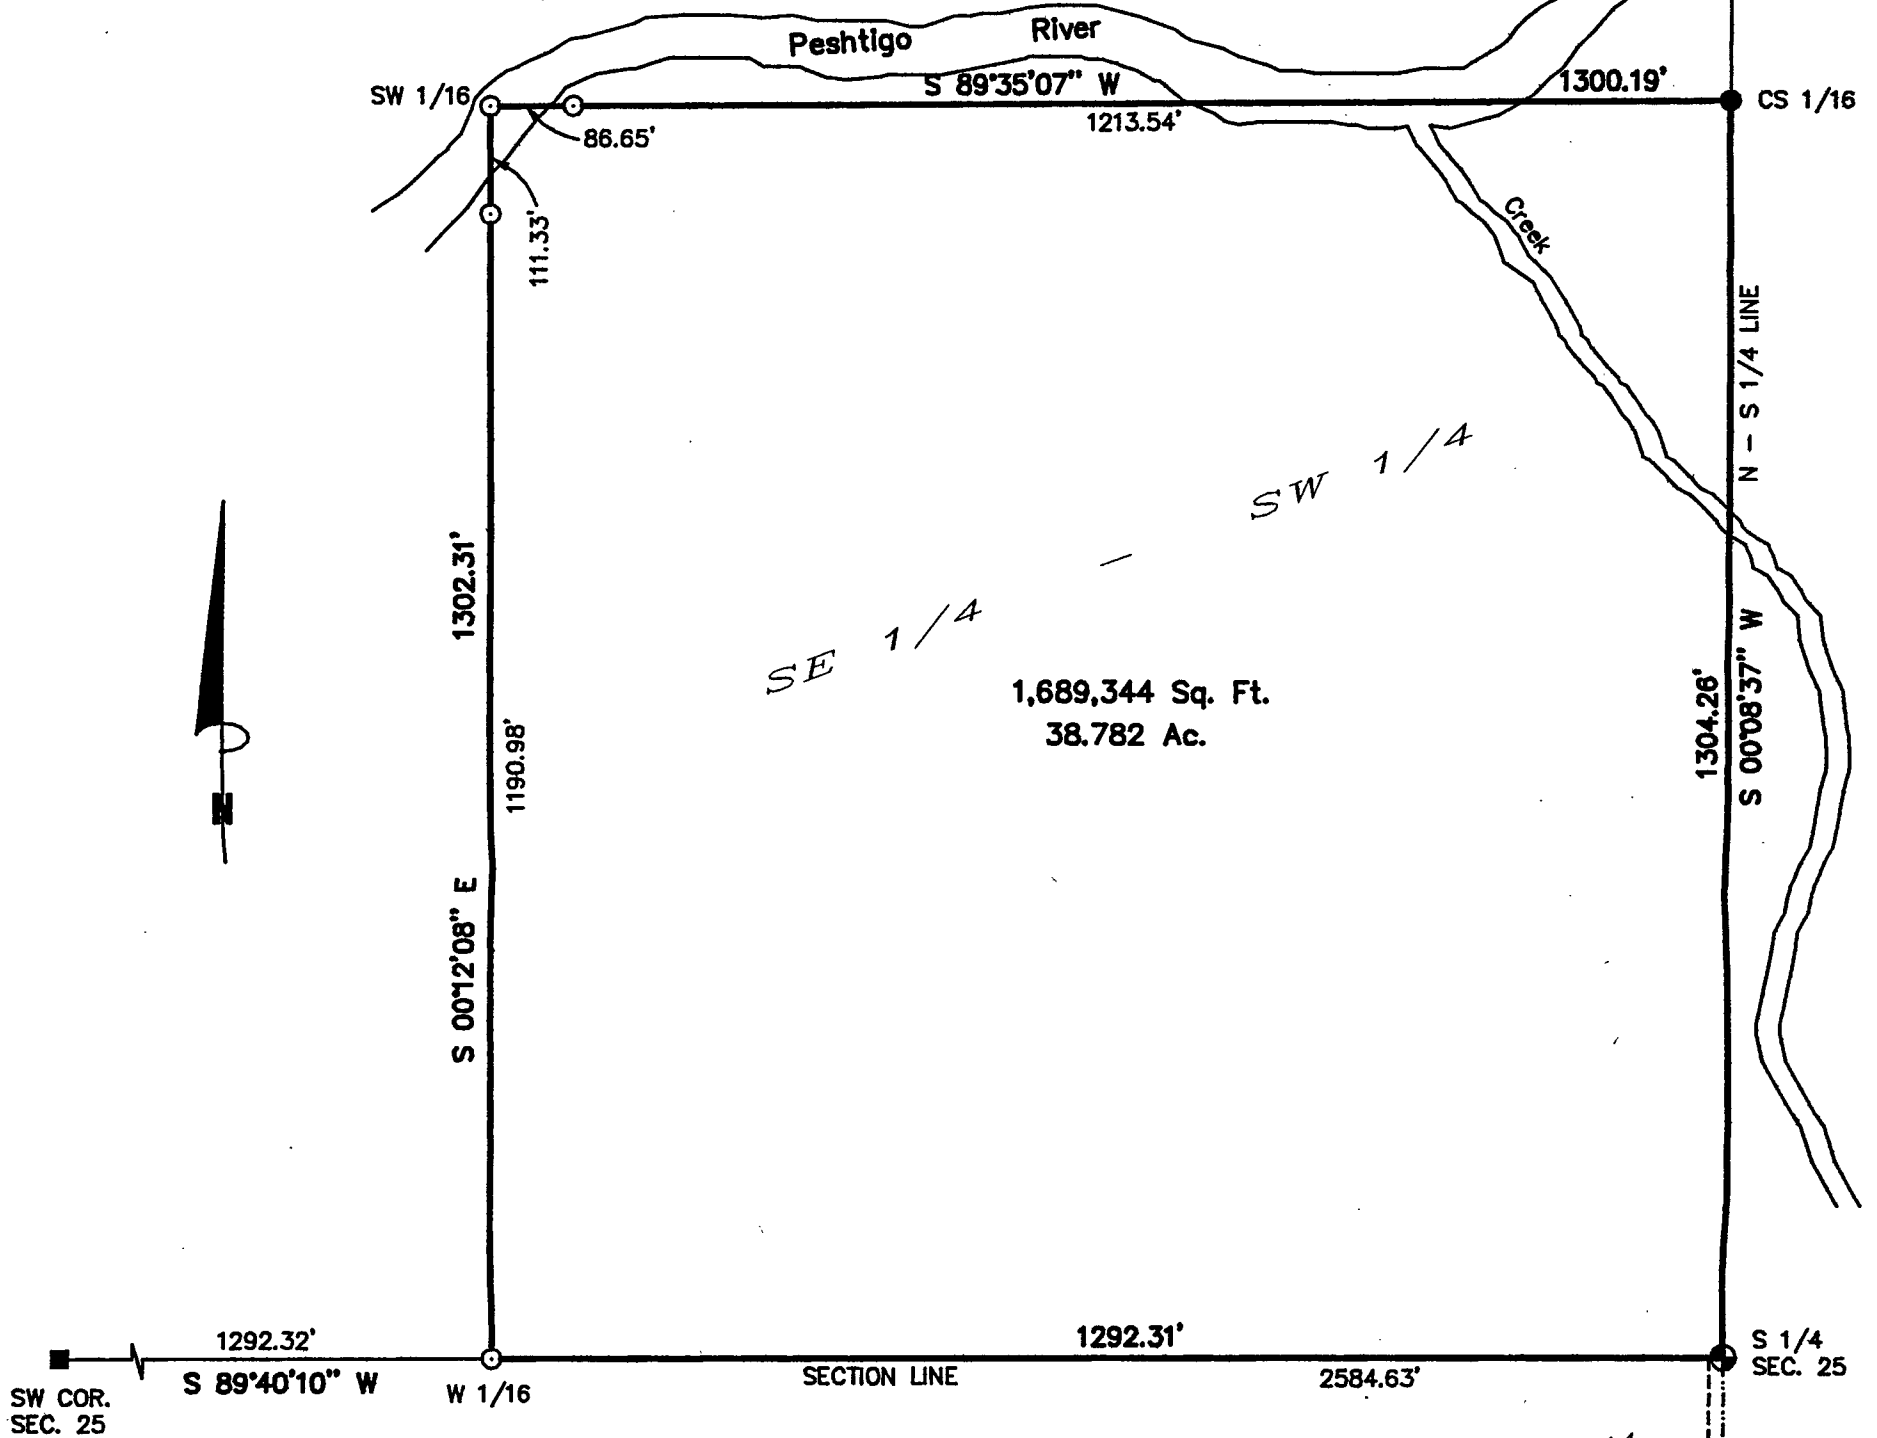 Peshtigo River
SW 1/16
S 89°35'07" W
1300.19'
CS 1/16
86.65'
1213.54'
111.33'
Creek
N - S 1/4 LINE
SW 1/4
—
SE 1/4
1302.31'
1,689,344 Sq. Ft.
38.782 Ac.
S 00°08'37" W
1304.26'
1190.98'
N
S 00°12'08" E
1292.32'
1292.31'
S 1/4
SEC. 25
S 89°40'10" W
W 1/16
SECTION LINE
2584.63'
SW COR.
SEC. 25